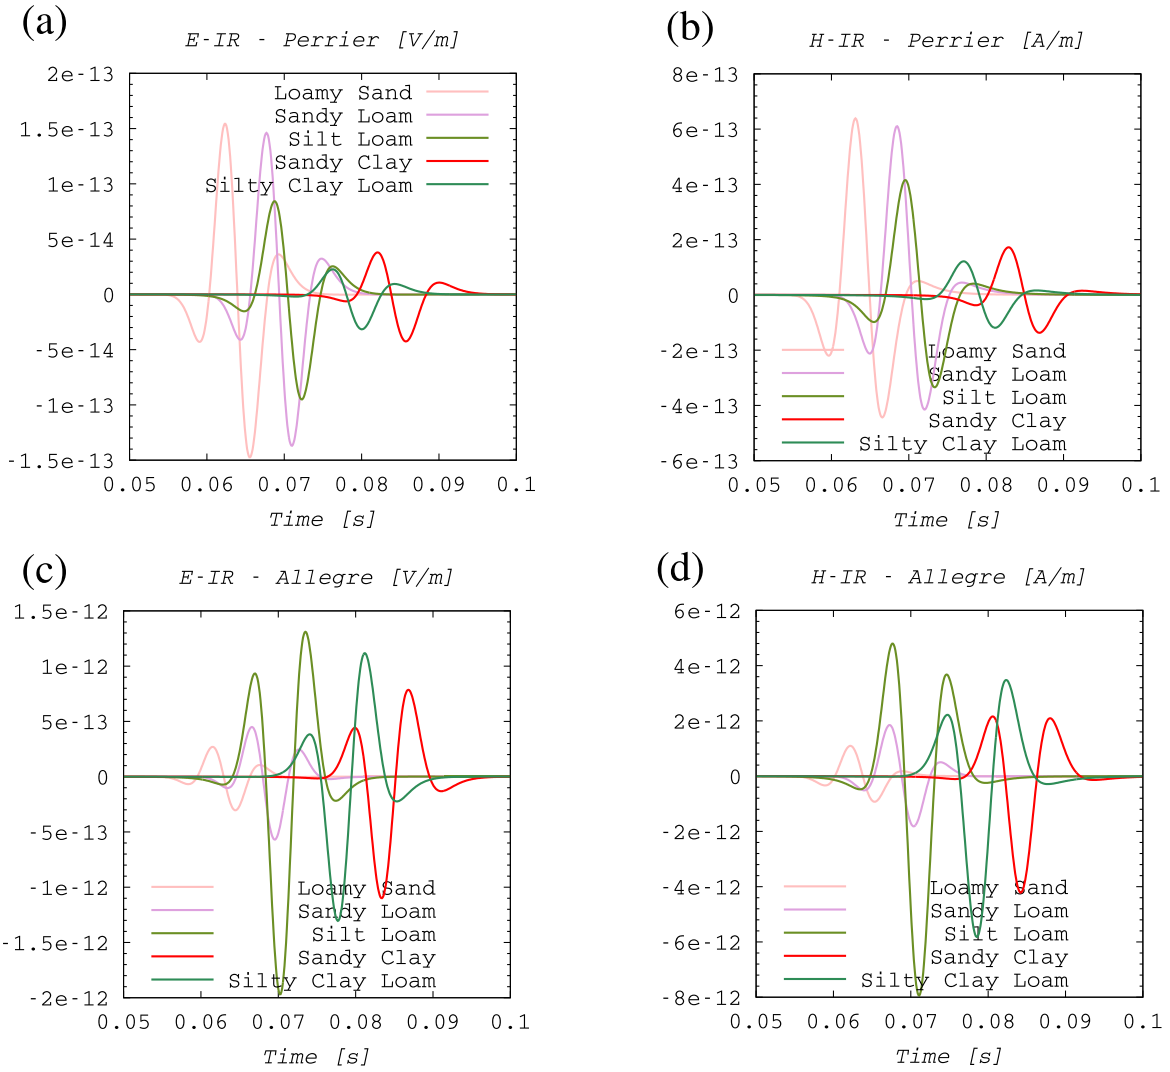 (a)
E-IR - Perrier [V/m]
2e-13
1.5e-13
1e-13
5e-14
0
-5e-14
-1e-13
-1.5e-13
Loamy Sand
Sandy Loam
Silt Loam
Sandy Clay
Silty Clay Loam
0.05 0.06 0.07 0.08 0.09 0.1
Time [s]
(b)
H-IR - Perrier [A/m]
8e-13
6e-13
4e-13
2e-13
0
-2e-13
-4e-13
-6e-13
Loamy Sand
Sandy Loam
Silt Loam
Sandy Clay
Silty Clay Loam
0.05 0.06 0.07 0.08 0.09 0.1
Time [s]
(c)
E-IR - Allegre [V/m]
1.5e-12
1e-12
5e-13
0
-5e-13
-1e-12
-1.5e-12
-2e-12
Loamy Sand
Sandy Loam
Silt Loam
Sandy Clay
Silty Clay Loam
0.05 0.06 0.07 0.08 0.09 0.1
Time [s]
(d)
H-IR - Allegre [A/m]
6e-12
4e-12
2e-12
0
-2e-12
-4e-12
-6e-12
-8e-12
Loamy Sand
Sandy Loam
Silt Loam
Sandy Clay
Silty Clay Loam
0.05 0.06 0.07 0.08 0.09 0.1
Time [s]